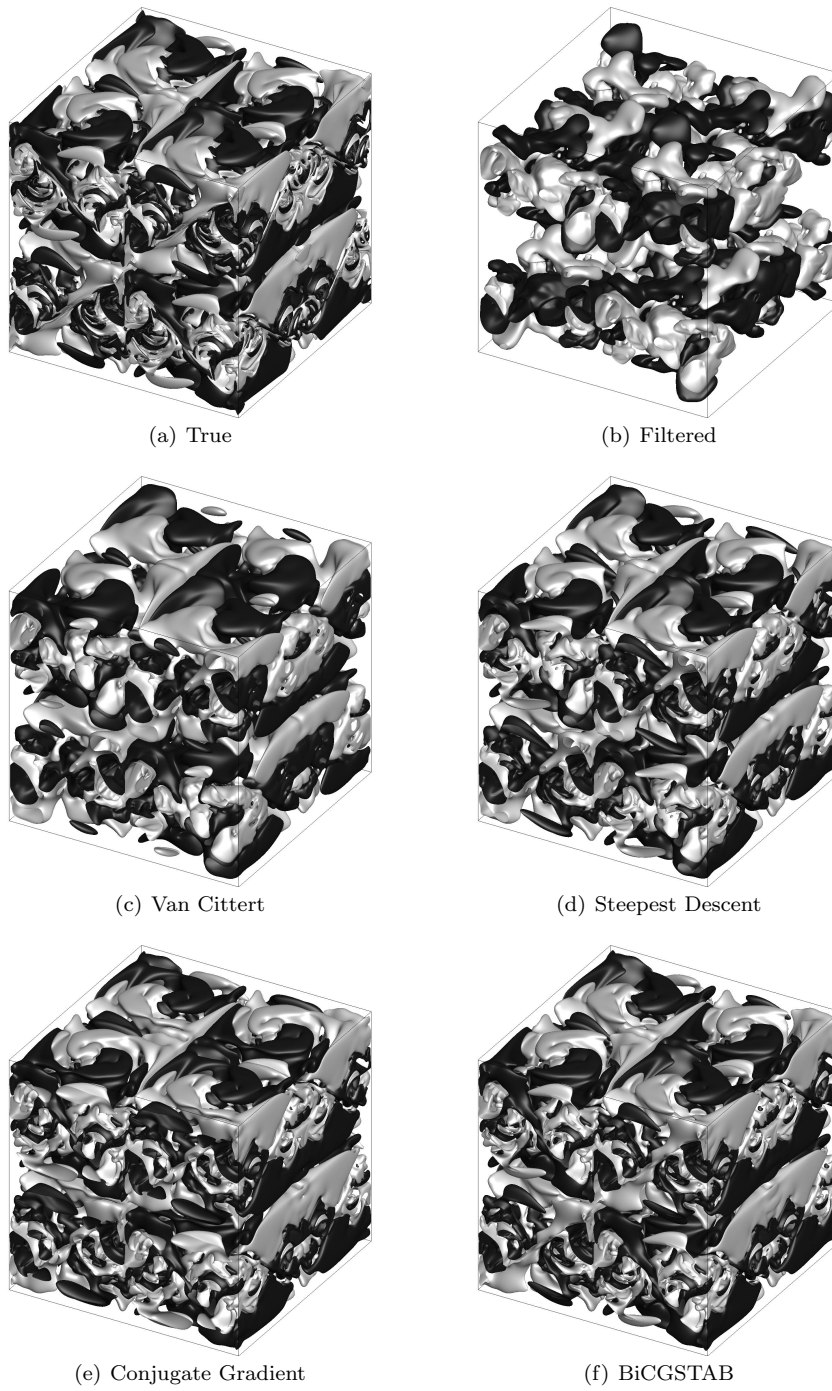 (a) True
(b) Filtered
(c) Van Cittert
(d) Steepest Descent
(e) Conjugate Gradient
(f) BiCGSTAB